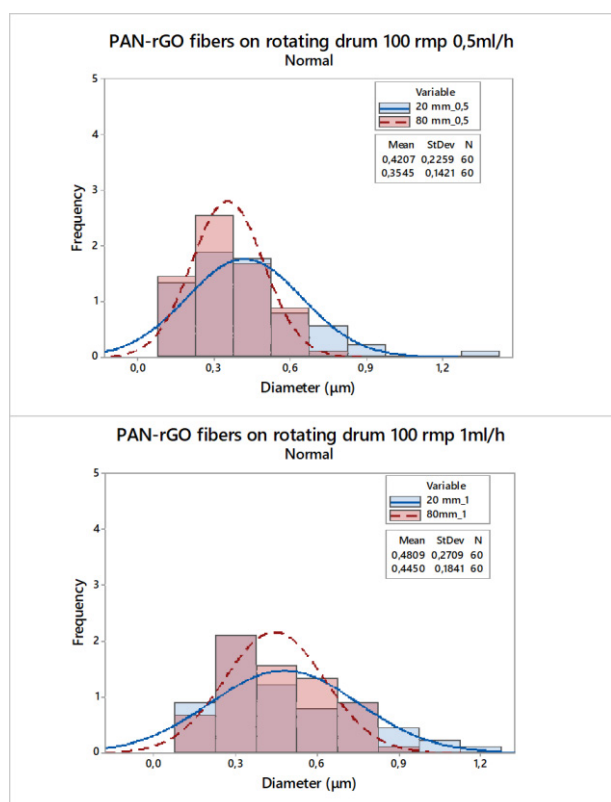 PAN-rGO fibers on rotating drum 100 rmp 0,5ml/h
Normal
5
4
3
2
1
0
Frequency
Variable
20 mm_0,5
80 mm_0,5
Mean StDev N
0,4207 0,2259 60
0,3545 0,1421 60
0,0 0,3 0,6 0,9 1,2
Diameter (µm)
PAN-rGO fibers on rotating drum 100 rmp 1ml/h
Normal
5
4
3
2
1
0
Frequency
Variable
20 mm_1
80mm_1
Mean StDev N
0,4809 0,2709 60
0,4450 0,1841 60
0,0 0,3 0,6 0,9 1,2
Diameter (µm)